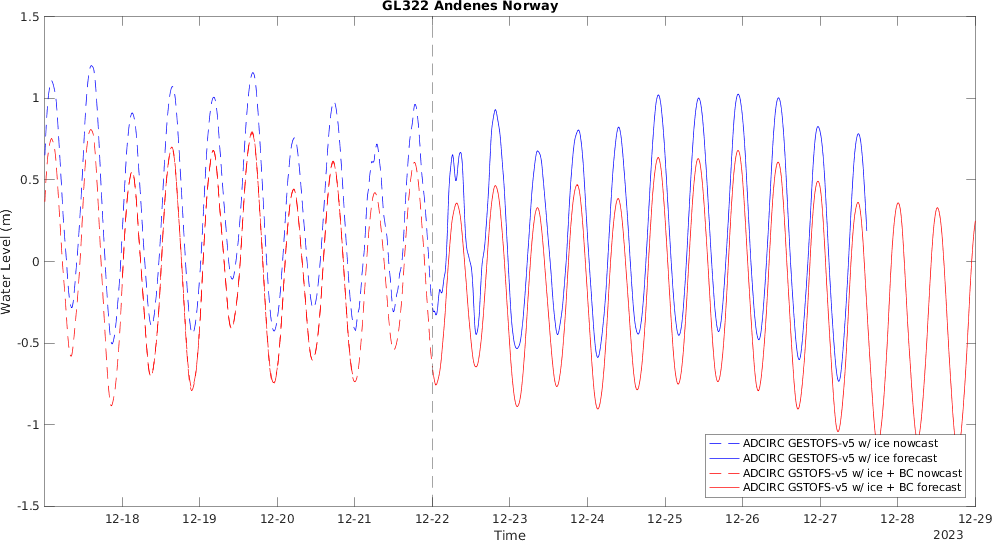 GL322 Andenes Norway
1.5
1
0.5
0
-0.5
-1
-1.5
Water Level (m)
ADCIRC GESTOFS-v5 w/ ice nowcast
ADCIRC GESTOFS-v5 w/ ice forecast
ADCIRC GSTOFS-v5 w/ ice + BC nowcast
ADCIRC GSTOFS-v5 w/ ice + BC forecast
12-18 12-19 12-20 12-21 12-22 12-23 12-24 12-25 12-26 12-27 12-28 12-29
Time
2023